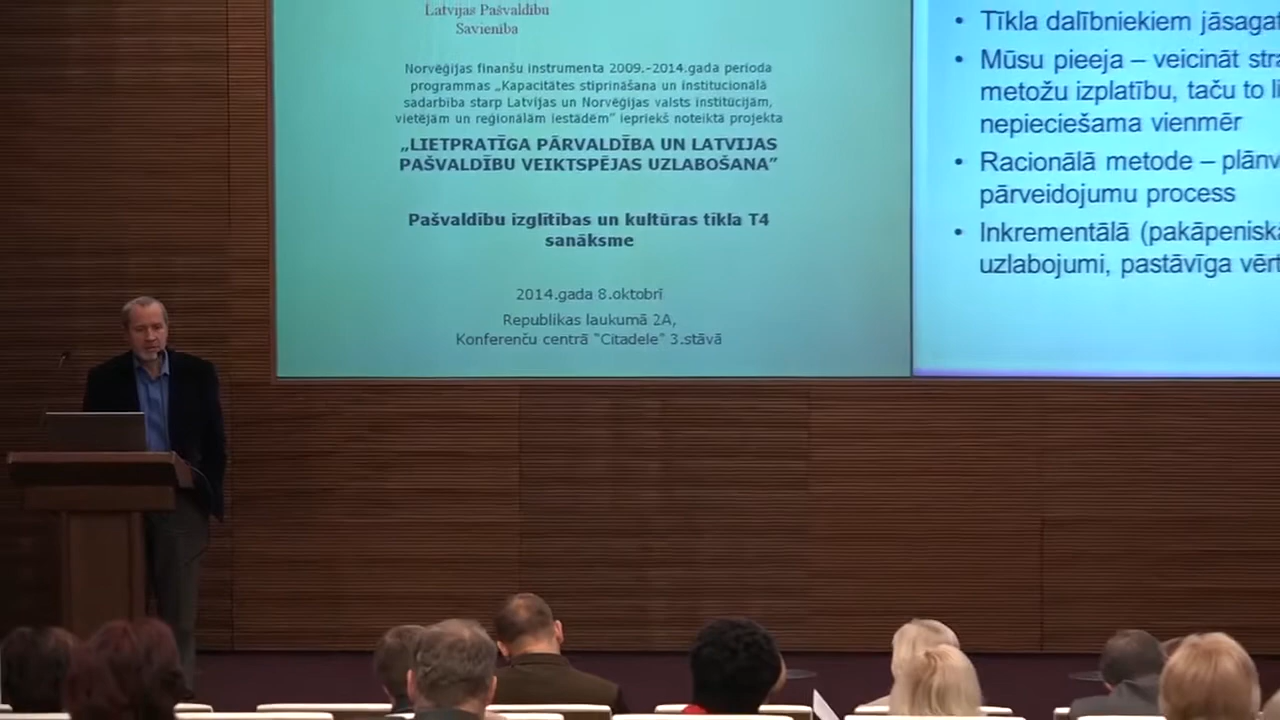 Latvijas Pašvaldību
Savienība
Norvēģijas finanšu instrumenta 2009.-2014.gada perioda
programmas „Kapacitātes stiprināšana un institucionālā
sadarbība starp Latvijas un Norvēģijas valsts institūcijām,
vietējām un reģionālām iestādēm” iepriekš noteiktā projekta
„LIETPRATĪGA PĀRVALDĪBA UN LATVIJAS
PAŠVALDĪBU VEIKTSPĒJAS UZLABOŠANA”
Pašvaldību izglītības un kultūras tīkla T4
sanāksme
2014.gada 8.oktobrī
Republikas laukumā 2A,
Konferenču centrā "Citadele" 3.stāvā
• Tīkla dalībniekiem jāsagat
• Mūsu pieeja – veicināt stra
metožu izplatību, taču to li
nepieciešama vienmēr
• Racionālā metode – plānv
pārveidojumu process
• Inkrementālā (pakāpeniska
uzlabojumi, pastāvīga vērt